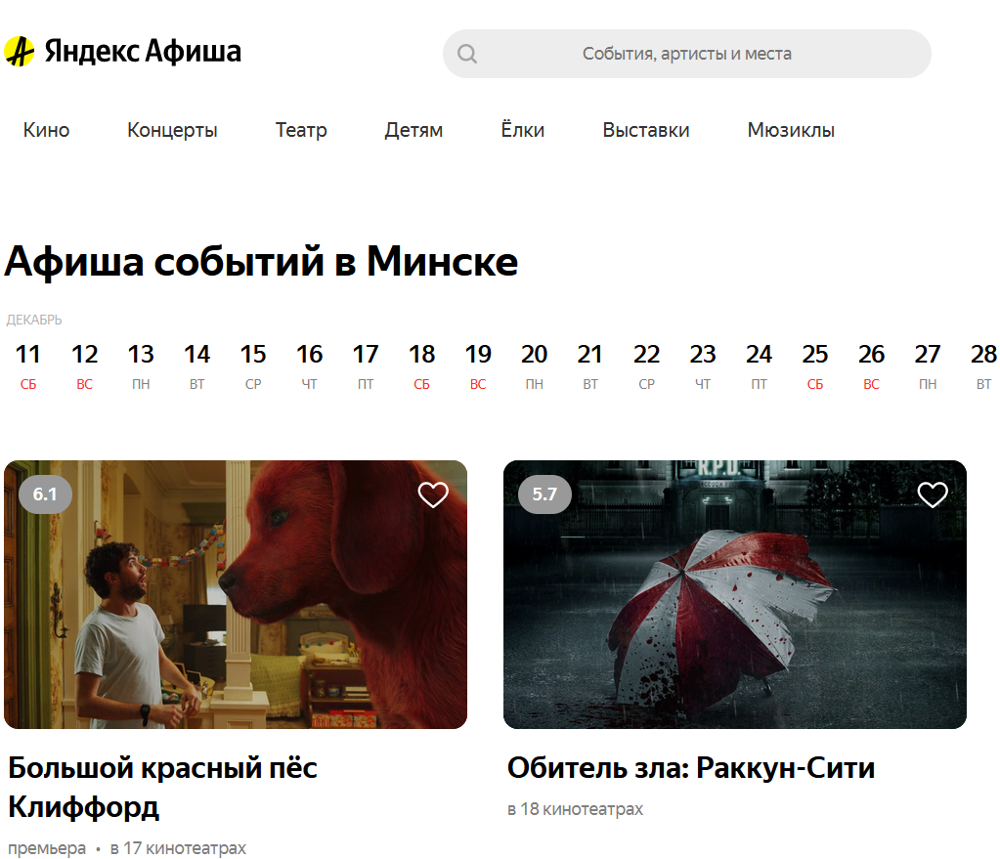 Яндекс Афиша
События, артисты и места
Кино Концерты Театр Детям Ёлки Выставки Мюзиклы
Афиша событий в Минске
ДЕКАБРЬ
11 12 13 14 15 16 17 18 19 20 21 22 23 24 25 26 27 28
СБ ВС ПН ВТ СР ЧТ ПТ СБ ВС ПН ВТ СР ЧТ ПТ СБ ВС ПН ВТ
6.1
5.7
R.P.D.
Большой красный пёс
Клиффорд
премьера • в 17 кинотеатрах
Обитель зла: Раккун-Сити
в 18 кинотеатрах